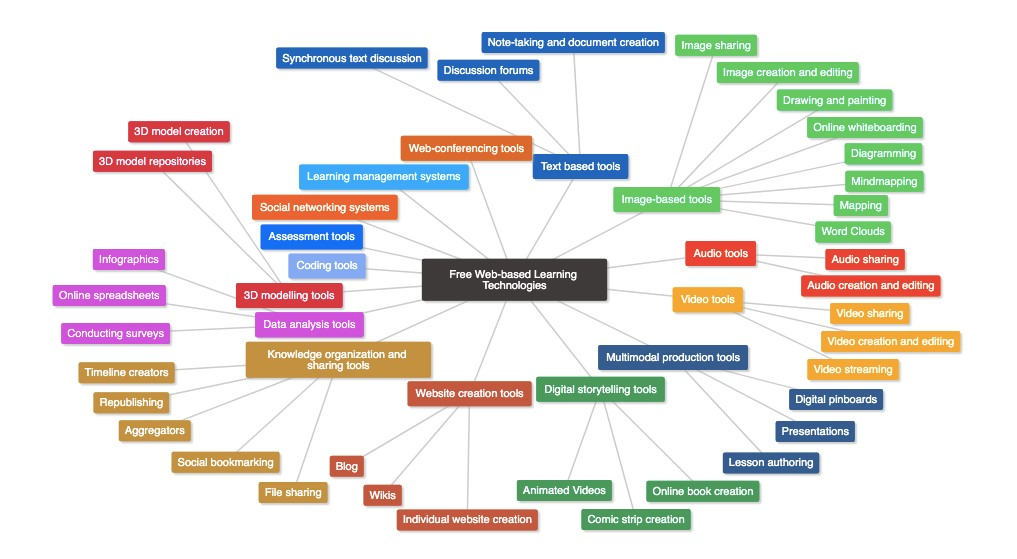 Note-taking and document creation
Image sharing
Synchronous text discussion
Discussion forums
Image creation and editing
Drawing and painting
3D model creation
Online whiteboarding
Web-conferencing tools
Diagramming
3D model repositories
Text based tools
Learning management systems
Mindmapping
Image-based tools
Social networking systems
Mapping
Assessment tools
Word Clouds
Audio tools
Infographics
Audio sharing
Coding tools
Free Web-based Learning
Technologies
Audio creation and editing
Online spreadsheets
3D modelling tools
Video tools
Video sharing
Data analysis tools
Conducting surveys
Video creation and editing
Knowledge organization and
sharing tools
Multimodal production tools
Video streaming
Timeline creators
Website creation tools
Digital storytelling tools
Digital pinboards
Republishing
Aggregators
Presentations
Social bookmarking
Blog
Lesson authoring
File sharing
Wikis
Animated Videos
Online book creation
Individual website creation
Comic strip creation